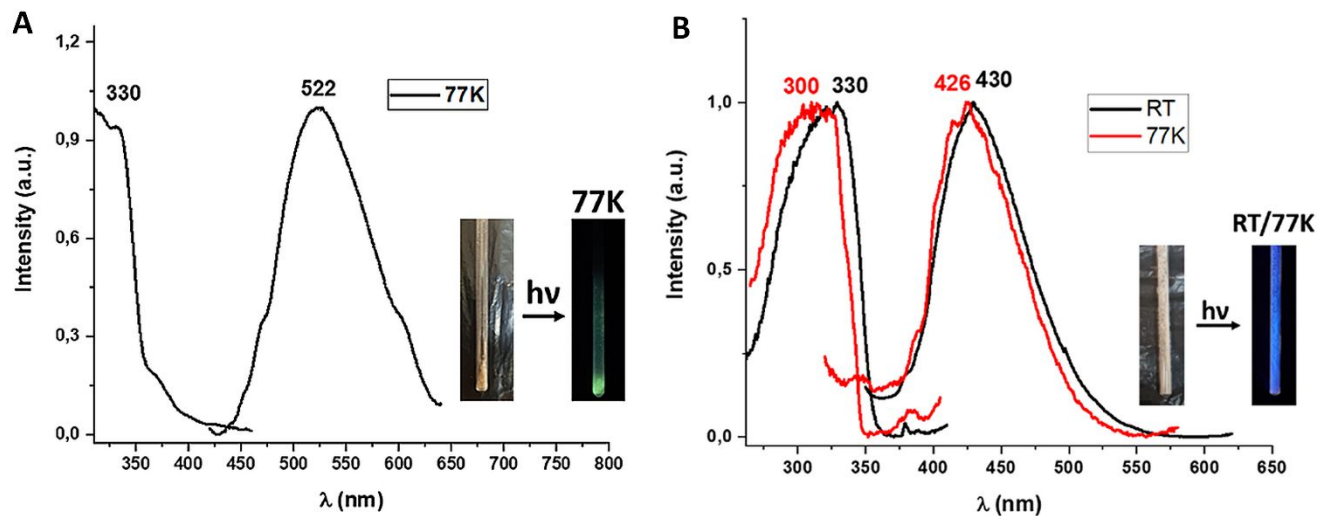 A
1,2
330
522
77K
0,9
Intensity (a.u.)
0,6
77K
hν
0,3
0,0
350 400 450 500 550 600 650 700 750 800
λ (nm)
B
300 330
426 430
1,0
RT
77K
Intensity (a.u.)
RT/77K
0,5
hν
0,0
300 350 400 450 500 550 600 650
λ (nm)